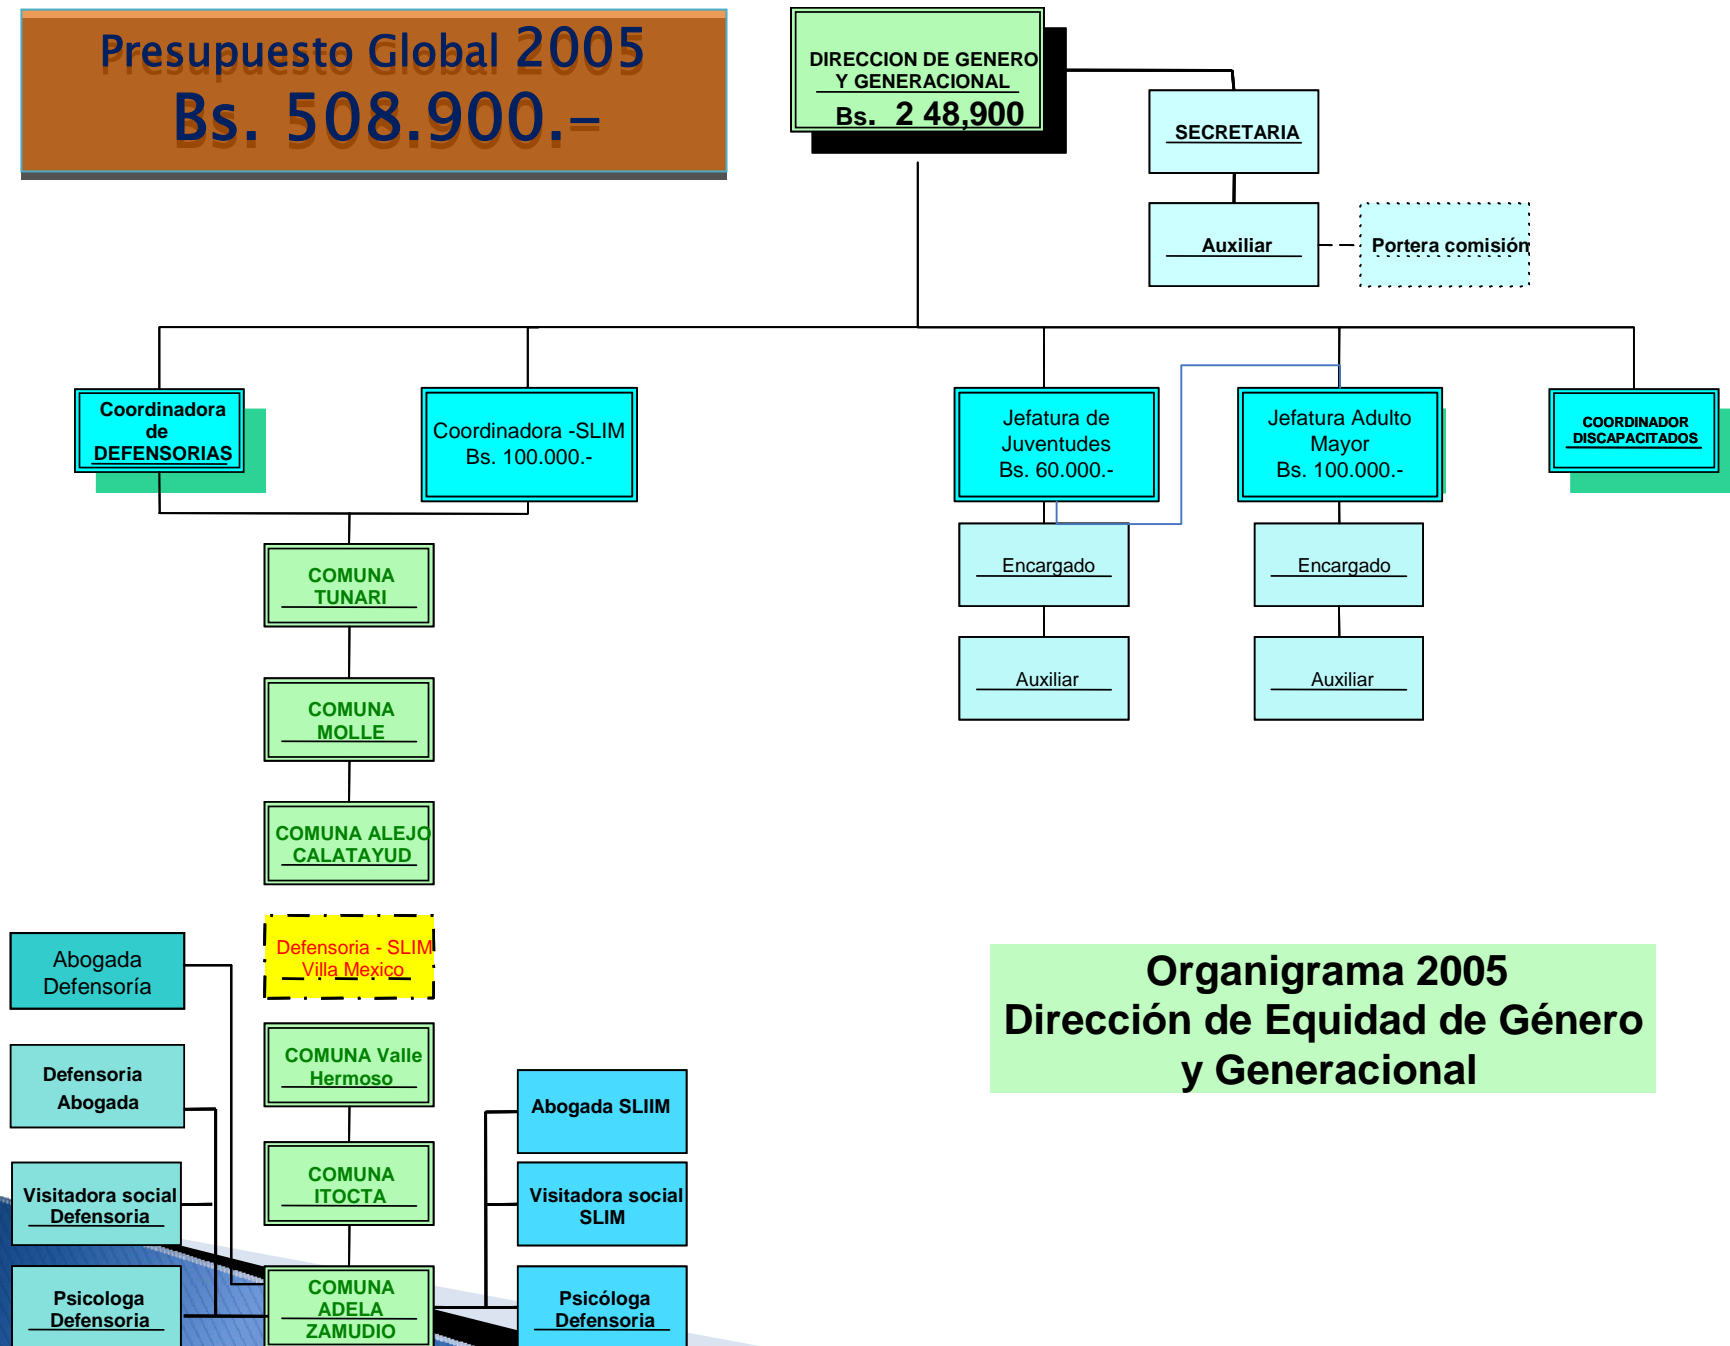 Presupuesto Global 2005
Bs. 508.900.=
DIRECCION DE GENERO
Y GENERACIONAL
Bs. 2 48,900
SECRETARIA
Auxiliar
Portera comisión
Coordinadora
de
DEFENSORIAS
Coordinadora -SLIM
Bs. 100.000.-
Jefatura de
Juventudes
Bs. 60.000.-
Jefatura Adulto
Mayor
Bs. 100.000.-
COORDINADOR
DISCAPACITADOS
Encargado
Auxiliar
Encargado
Auxiliar
COMUNA
TUNARI
COMUNA
MOLLE
COMUNA ALEJO
CALATAYUD
Defensoria - SLIM
Villa Mexico
COMUNA Valle
Hermoso
COMUNA
ITOCTA
COMUNA
ADELA
ZAMUDIO
Abogada
Defensoría
Defensoria
Abogada
Visitadora social
Defensoria
Psicologa
Defensoria
Abogada SLIIM
Visitadora social
SLIM
Psicóloga
Defensoria
Organigrama 2005
Dirección de Equidad de Género
y Generacional